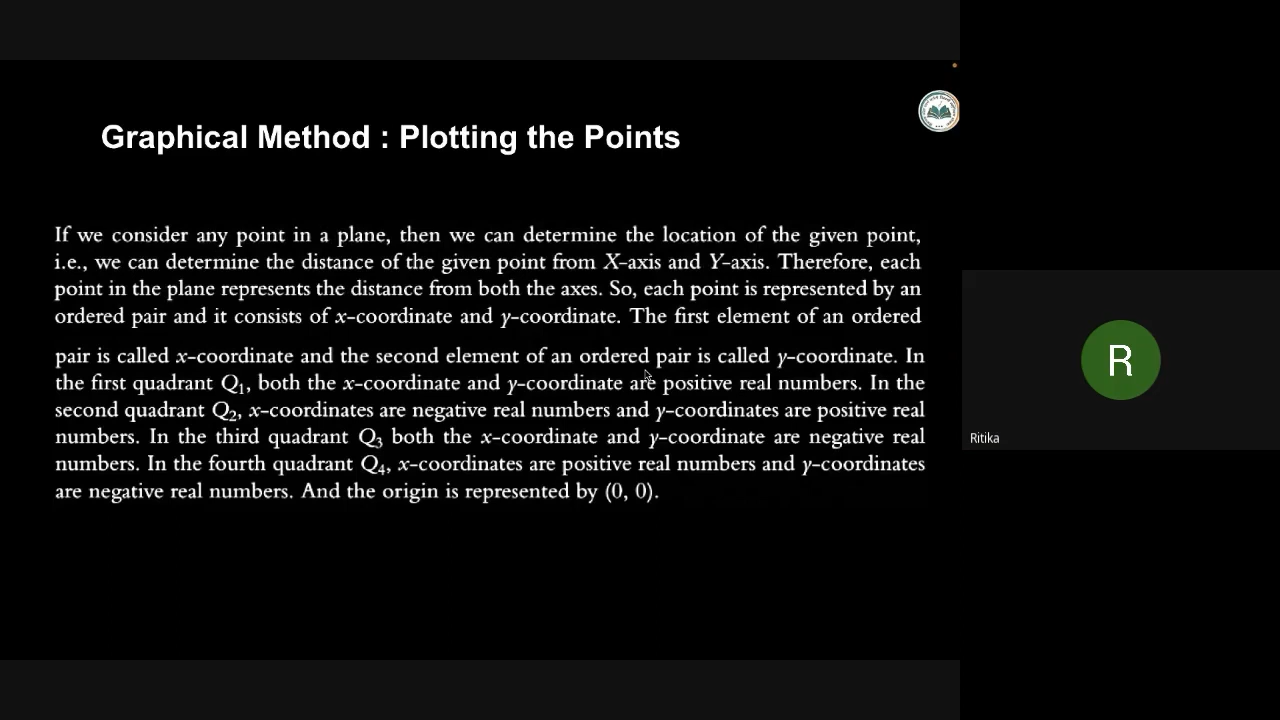 Graphical Method : Plotting the Points
If we consider any point in a plane, then we can determine the location of the given point,
i.e., we can determine the distance of the given point from X-axis and Y-axis. Therefore, each
point in the plane represents the distance from both the axes. So, each point is represented by an
ordered pair and it consists of x-coordinate and y-coordinate. The first element of an ordered
pair is called x-coordinate and the second element of an ordered pair is called y-coordinate. In
the first quadrant Q₁, both the x-coordinate and y-coordinate are positive real numbers. In the
second quadrant Q₂, x-coordinates are negative real numbers and y-coordinates are positive real
numbers. In the third quadrant Q₃ both the x-coordinate and y-coordinate are negative real
numbers. In the fourth quadrant Q₄, x-coordinates are positive real numbers and y-coordinates
are negative real numbers. And the origin is represented by (0, 0).
R
Ritika